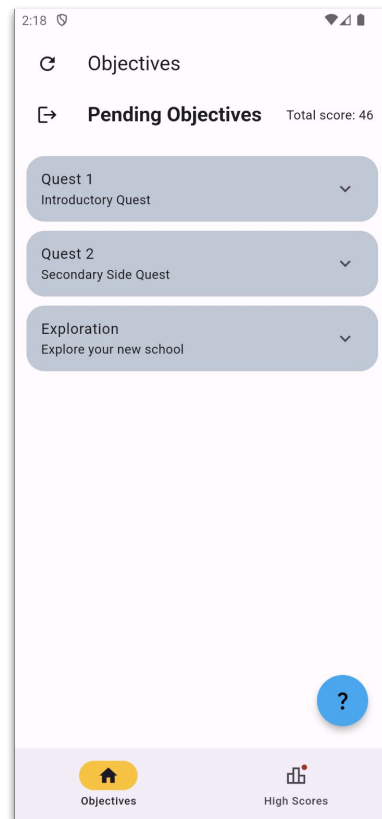 2:18
Objectives
Pending Objectives Total score: 46
Quest 1
Introductory Quest
Quest 2
Secondary Side Quest
Exploration
Explore your new school
?
Objectives High Scores